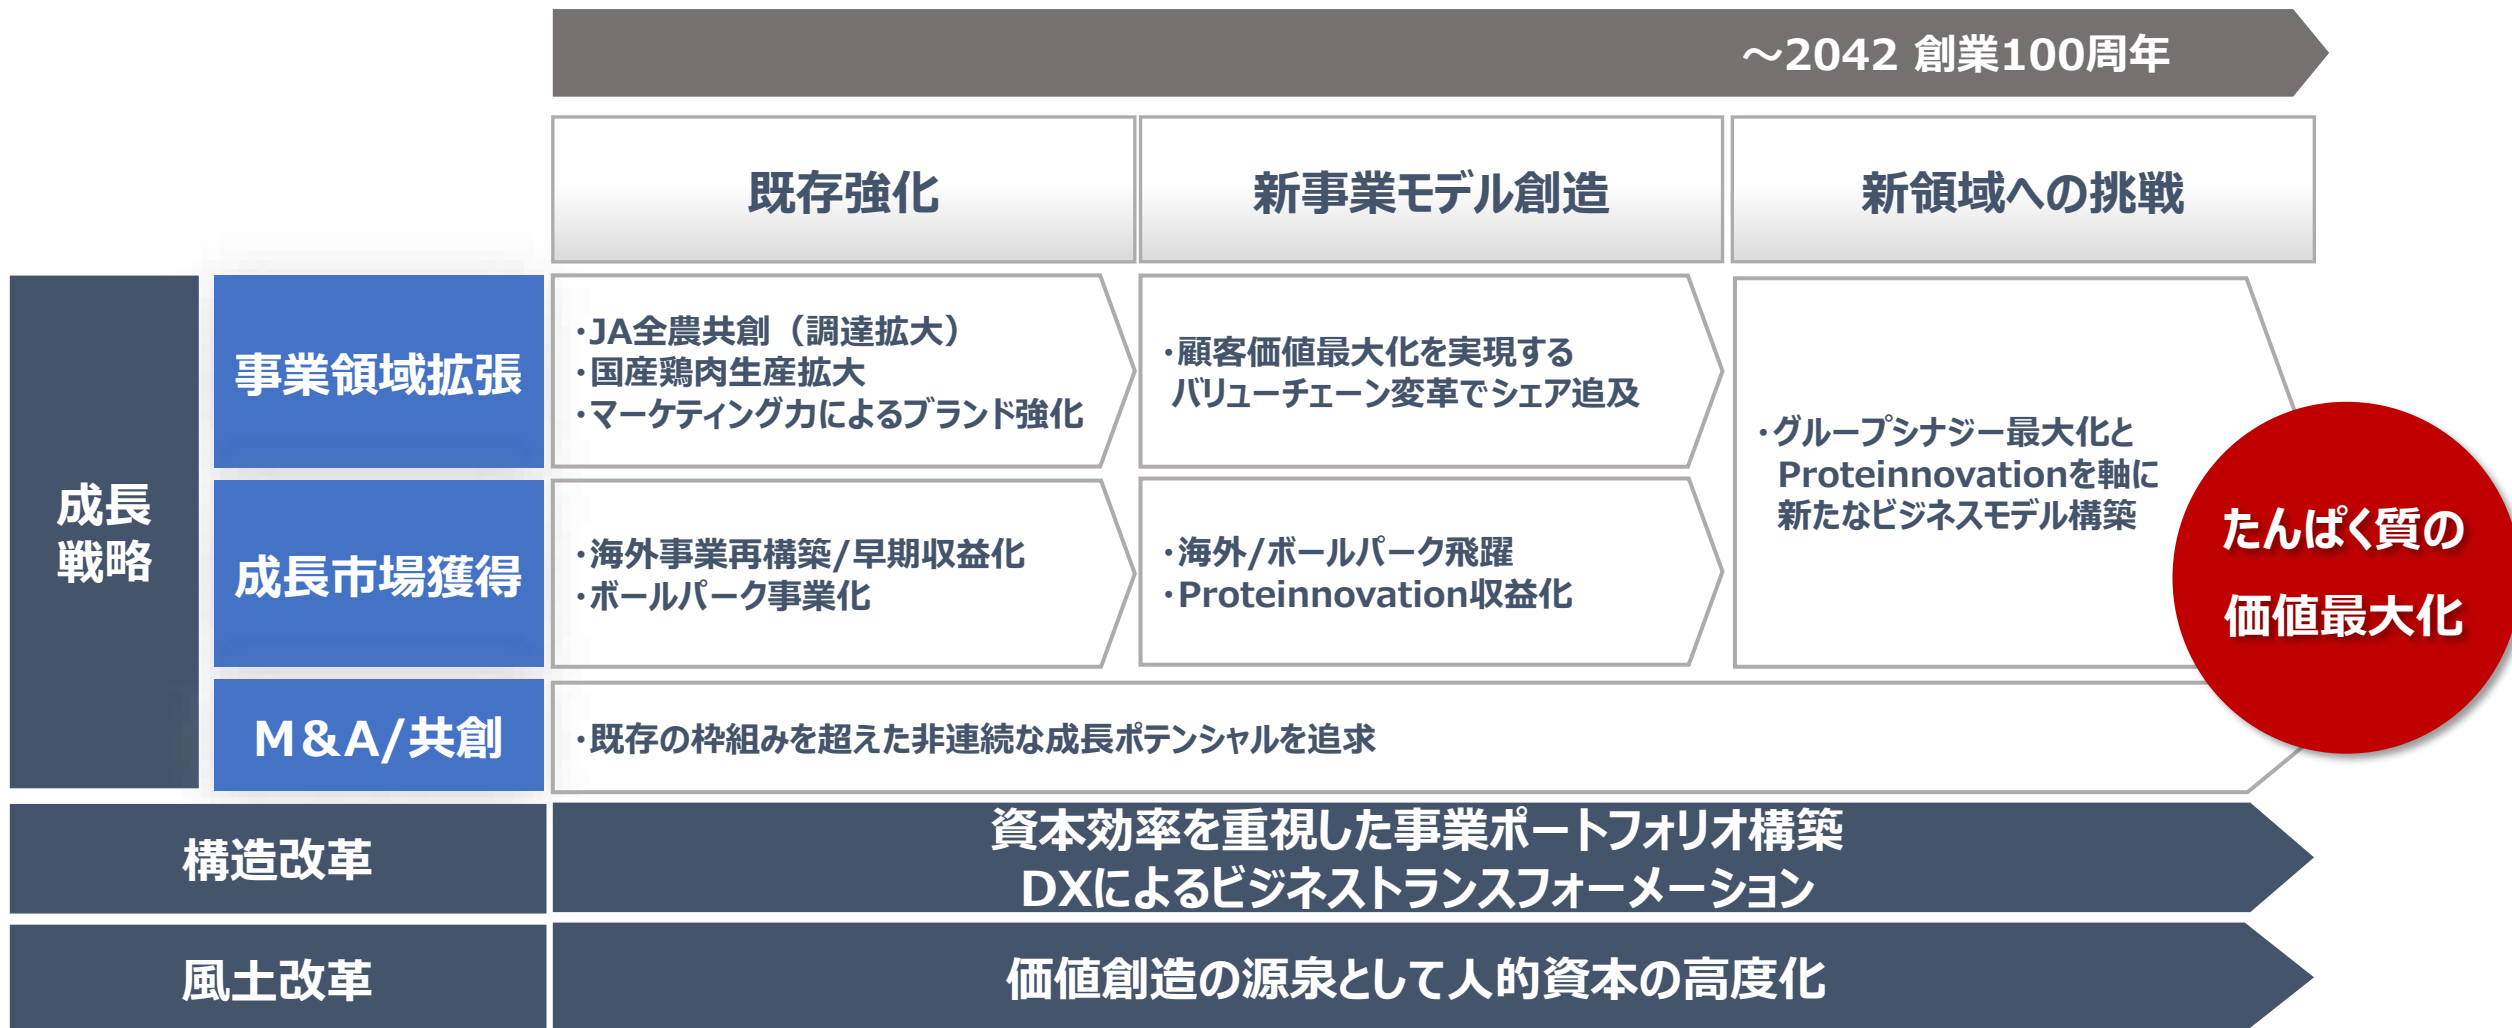 ～2042 創業100周年
既存強化
新事業モデル創造
新領域への挑戦
成長
戦略
事業領域拡張
・JA全農共創（調達拡大）
・国産鶏肉生産拡大
・マーケティング力によるブランド強化
・顧客価値最大化を実現する
バリューチェーン変革でシェア追及
・グループシナジー最大化と
Proteinnovationを軸に
新たなビジネスモデル構築
成長市場獲得
・海外事業再構築/早期収益化
・ボールパーク事業化
・海外/ボールパーク飛躍
・Proteinnovation収益化
たんぱく質の
価値最大化
M&A/共創
・既存の枠組みを超えた非連続な成長ポテンシャルを追求
構造改革
資本効率を重視した事業ポートフォリオ構築
DXによるビジネストランスフォーメーション
風土改革
価値創造の源泉として人的資本の高度化